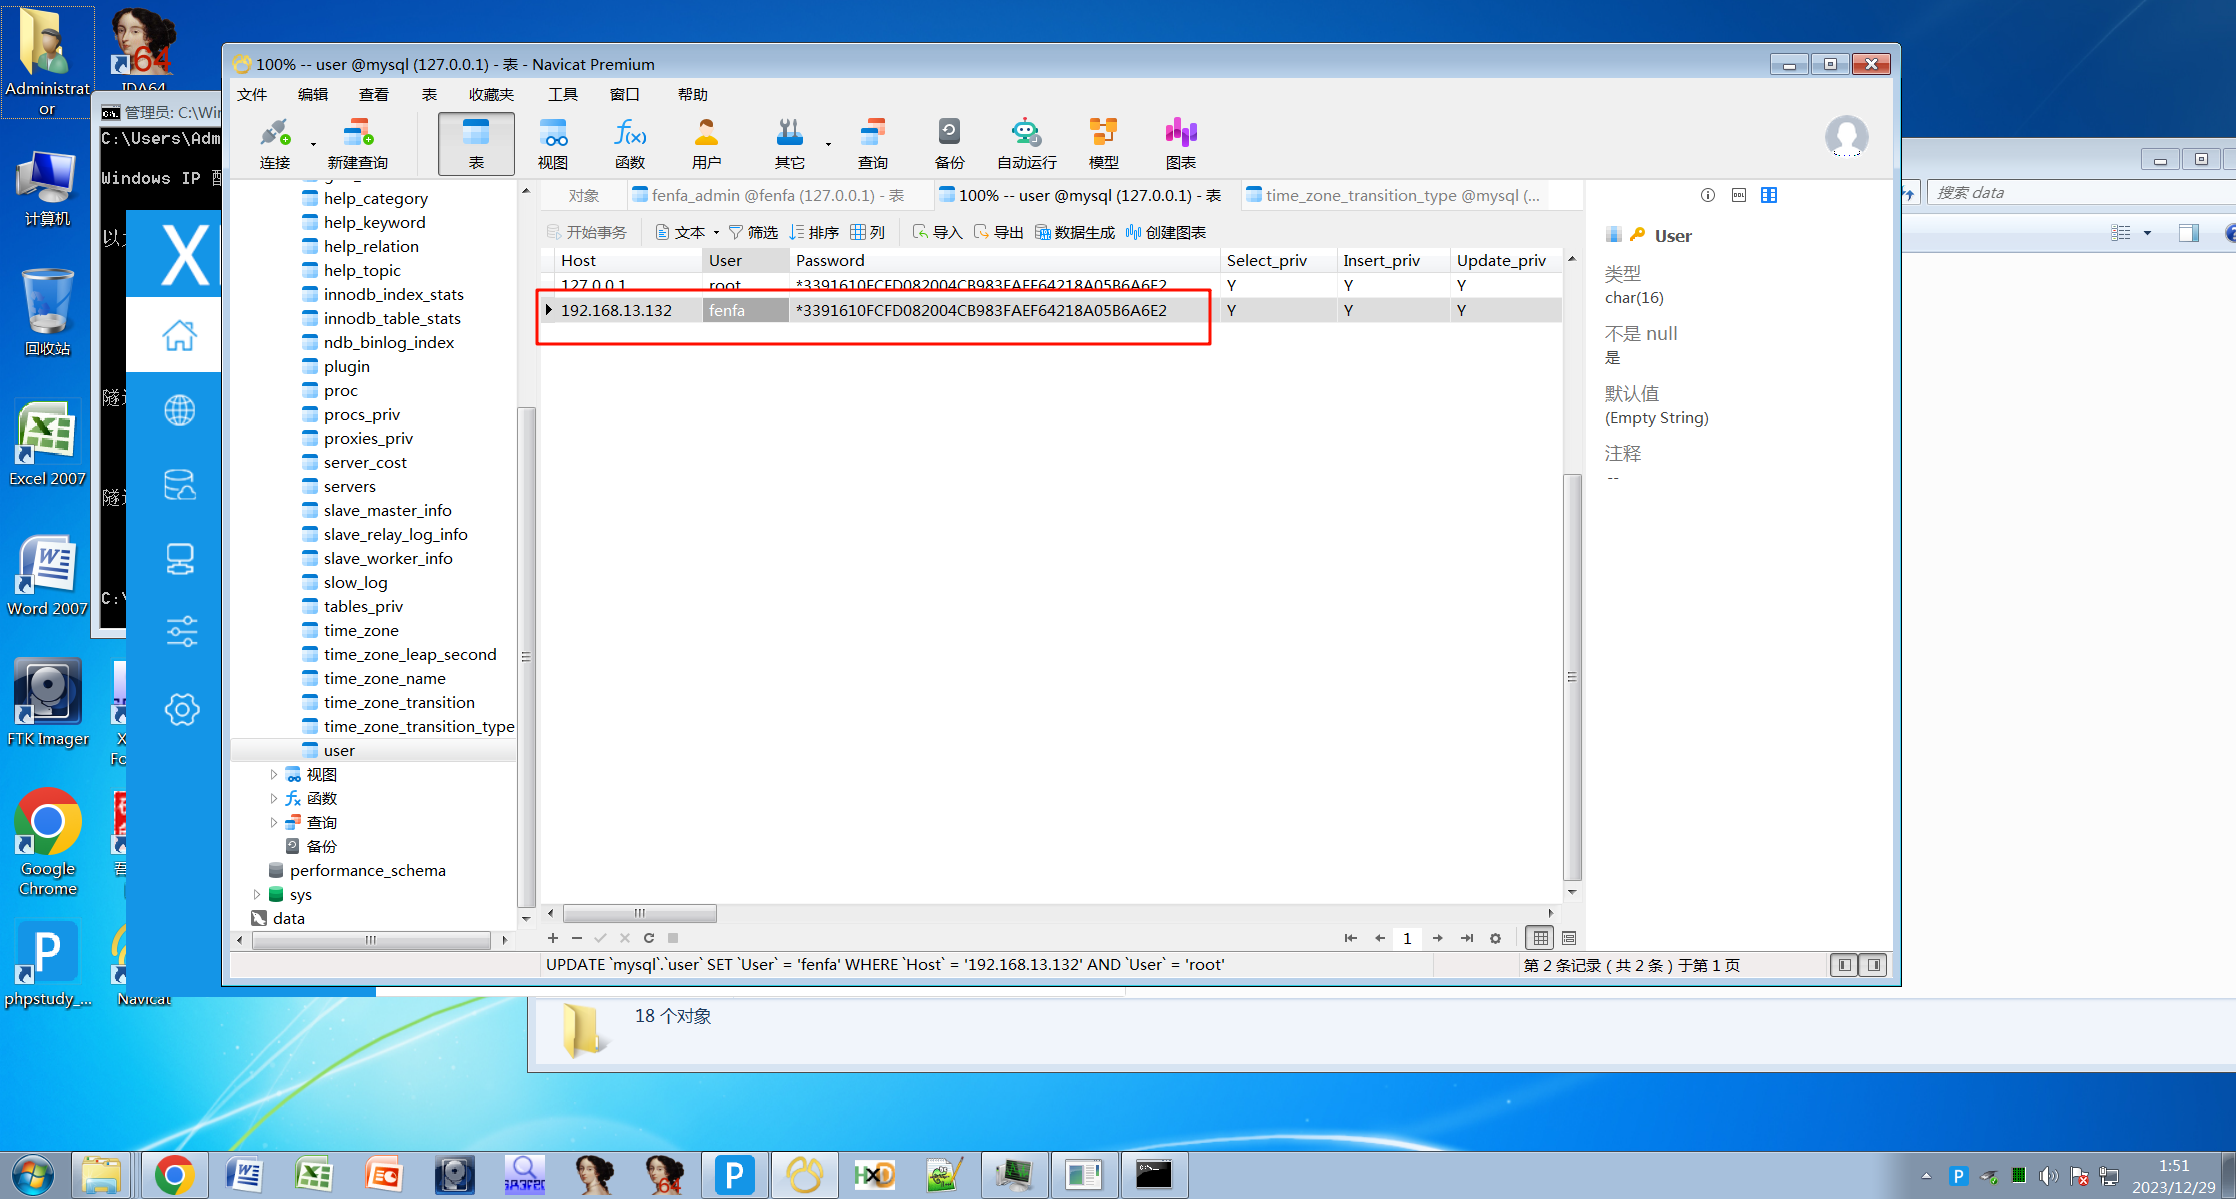 Administrat
or
IDA64
计算机
回收站
Excel 2007
Word 2007
FTK Imager
Google
Chrome
phpstudy_...
Navicat
管理员: C:\Wi
C:\Users\Adm
Windows IP 配
C:\
100% -- user @mysql (127.0.0.1) - 表 - Navicat Premium
文件 编辑 查看 表 收藏夹 工具 窗口 帮助
连接 新建查询 表 视图 函数 用户 其它 查询 备份 自动运行 模型 图表
help_category
help_keyword
help_relation
help_topic
innodb_index_stats
innodb_table_stats
ndb_binlog_index
plugin
proc
procs_priv
proxies_priv
server_cost
servers
slave_master_info
slave_relay_log_info
slave_worker_info
slow_log
tables_priv
time_zone
time_zone_leap_second
time_zone_name
time_zone_transition
time_zone_transition_type
user
视图
函数
查询
备份
performance_schema
sys
data
对象 fenfa_admin @fenfa (127.0.0.1) - 表 100% -- user @mysql (127.0.0.1) - 表 time_zone_transition_type @mysql (...
开始事务 文本 筛选 排序 列 导入 导出 数据生成 创建图表
Host User Password Select_priv Insert_priv Update_priv
127.0.0.1 root *3391610FCFD082004CB983FAEF64218A05B6A6E2 Y Y Y
192.168.13.132 fenfa *3391610FCFD082004CB983FAEF64218A05B6A6E2 Y Y Y
1
UPDATE `mysql`.`user` SET `User` = 'fenfa' WHERE `Host` = '192.168.13.132' AND `User` = 'root'
第 2 条记录 ( 共 2 条 ) 于第 1 页
User
类型
char(16)
不是 null
是
默认值
(Empty String)
注释
--
搜索 data
18 个对象
1:51
2023/12/29